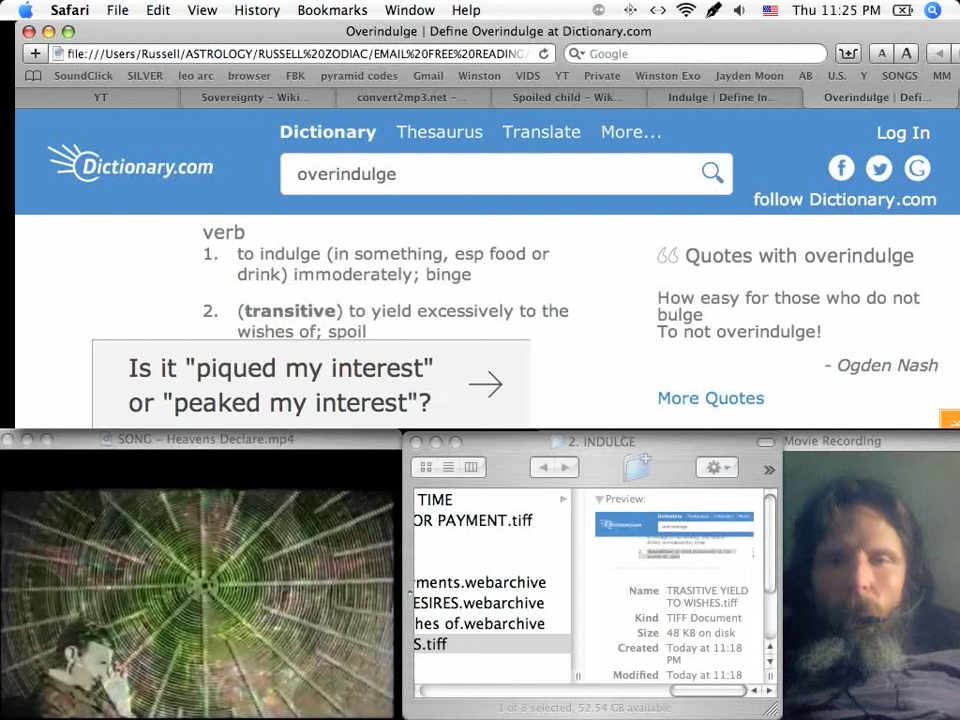 Safari File Edit View History Bookmarks Window Help Thu 11:25 PM
Overindulge | Define Overindulge at Dictionary.com
file:///Users/Russell/ASTROLOGY/RUSSELL%20ZODIAC/EMAIL%20FREE%20READING/ Google A A
SoundClick SILVER leo arc browser FBK pyramid codes Gmail Winston VIDS YT Private Winston Exo Jayden Moon AB U.S. Y SONGS MM
YT Sovereignty – Wiki... convert2mp3.net –... Spoiled child – Wik... Indulge | Define In... Overindulge | Defi...
Dictionary Thesaurus Translate More... Log In
Dictionary.com
overindulge
follow Dictionary.com
verb
1. to indulge (in something, esp food or
drink) immoderately; binge
2. (transitive) to yield excessively to the
wishes of; spoil
Is it "piqued my interest"
or "peaked my interest"?
Quotes with overindulge
How easy for those who do not
bulge
To not overindulge!
- Ogden Nash
More Quotes
SONG – Heavens Declare.mp4
2. INDULGE
Movie Recording
TIME
OR PAYMENT.tiff
ments.webarchive
ESIRES.webarchive
hes of.webarchive
S.tiff
Preview:
Name TRASITIVE YIELD
TO WISHES.tiff
Kind TIFF Document
Size 48 KB on disk
Created Today at 11:18
PM
Modified Today at 11:18
1 of 8 selected, 52.54 GB available